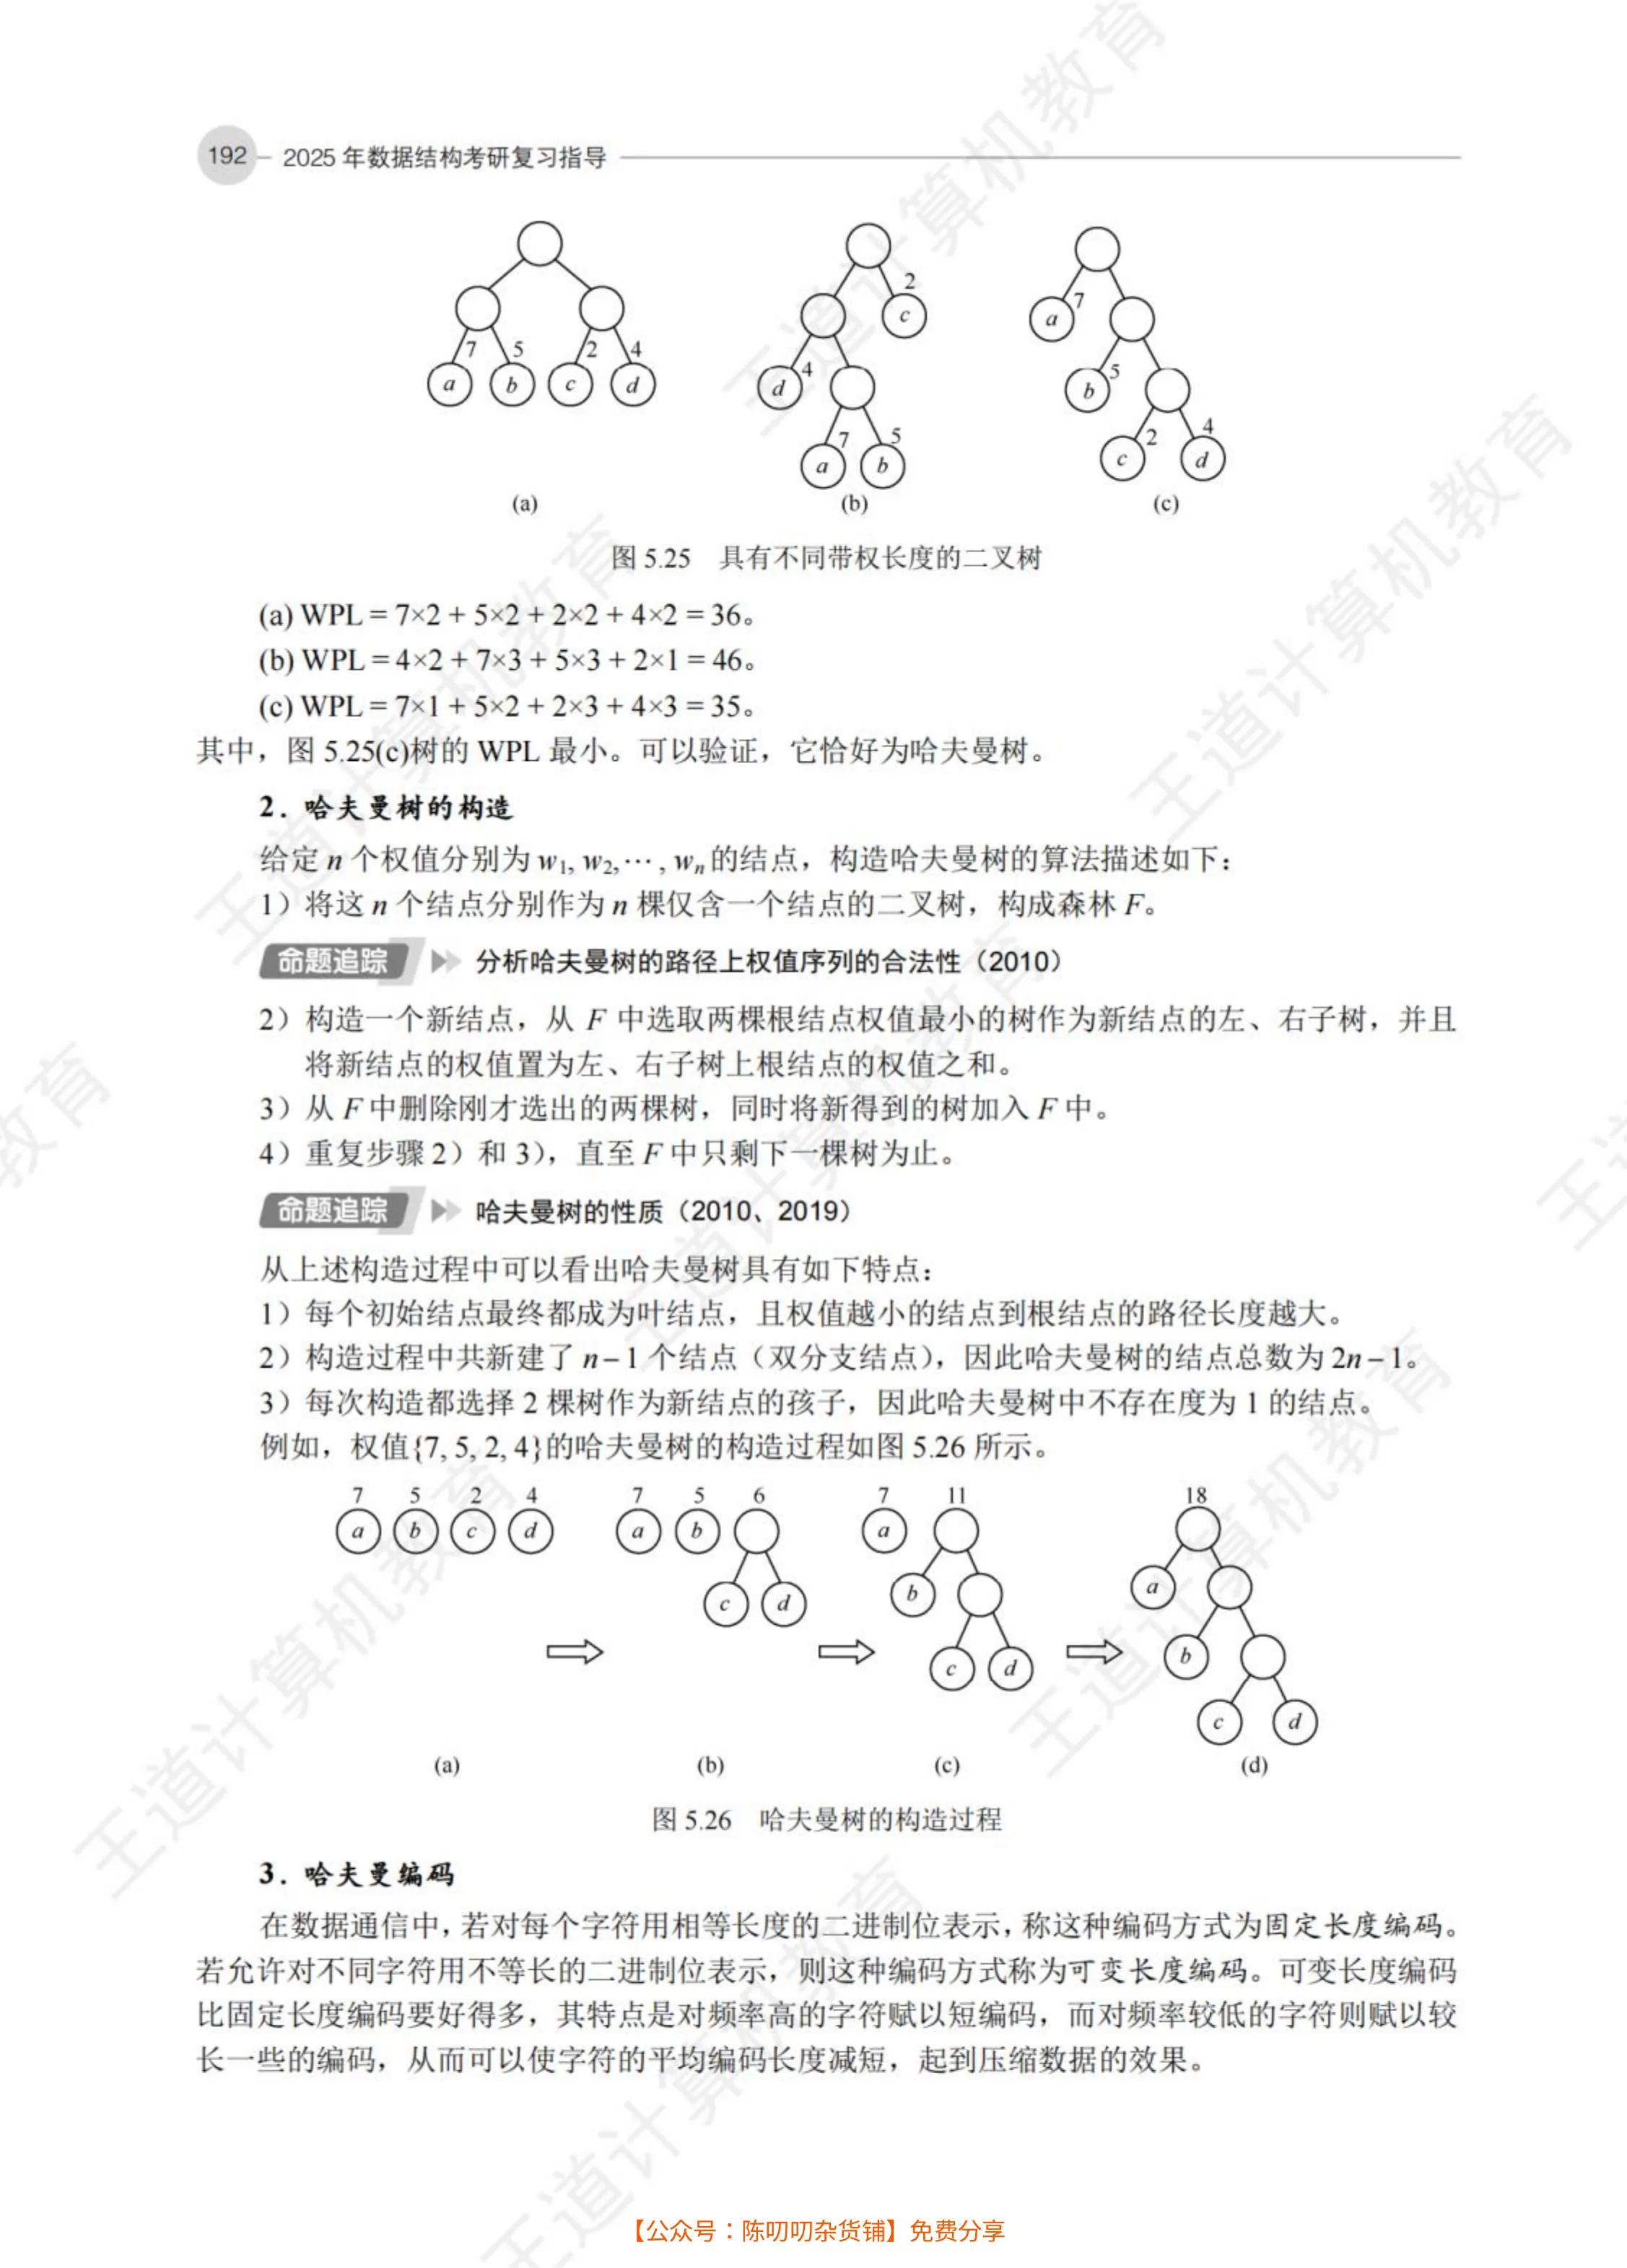 192 2025 年数据结构考研复习指导
2
7 5 2 4
a b c d
c
4
d
7 5
a b
7
a
5
b
2 4
c d
(a) (b) (c)
图 5.25 具有不同带权长度的二叉树
(a) WPL = 7×2 + 5×2 + 2×2 + 4×2 = 36。
(b) WPL = 4×2 + 7×3 + 5×3 + 2×1 = 46。
(c) WPL = 7×1 + 5×2 + 2×3 + 4×3 = 35。
其中，图 5.25(c)树的 WPL 最小。可以验证，它恰好为哈夫曼树。
2. 哈夫曼树的构造
给定 n 个权值分别为 w1, w2, ⋯ , wn 的结点，构造哈夫曼树的算法描述如下：
1）将这 n 个结点分别作为 n 棵仅含一个结点的二叉树，构成森林 F。
命题追踪 分析哈夫曼树的路径上权值序列的合法性（2010）
2）构造一个新结点，从 F 中选取两棵根结点权值最小的树作为新结点的左、右子树，并且
将新结点的权值置为左、右子树上根结点的权值之和。
3）从 F 中删除刚才选出的两棵树，同时将新得到的树加入 F 中。
4）重复步骤 2）和 3），直至 F 中只剩下一棵树为止。
命题追踪 哈夫曼树的性质（2010、2019）
从上述构造过程中可以看出哈夫曼树具有如下特点：
1）每个初始结点最终都成为叶结点，且权值越小的结点到根结点的路径长度越大。
2）构造过程中共新建了 n − 1 个结点（双分支结点），因此哈夫曼树的结点总数为 2n − 1。
3）每次构造都选择 2 棵树作为新结点的孩子，因此哈夫曼树中不存在度为 1 的结点。
例如，权值{7, 5, 2, 4}的哈夫曼树的构造过程如图 5.26 所示。
7 5 2 4 7 5 6 7 11 18
a b c d a b a
a
c d b
b
c d
c d
(a) (b) (c) (d)
图 5.26 哈夫曼树的构造过程
3. 哈夫曼编码
在数据通信中，若对每个字符用相等长度的二进制位表示，称这种编码方式为固定长度编码。
若允许对不同字符用不等长的二进制位表示，则这种编码方式称为可变长度编码。可变长度编码
比固定长度编码要好得多，其特点是对频率高的字符赋以短编码，而对频率较低的字符则赋以较
长一些的编码，从而可以使字符的平均编码长度减短，起到压缩数据的效果。
王道计算机教育
【公众号：陈叨叨杂货铺】免费分享